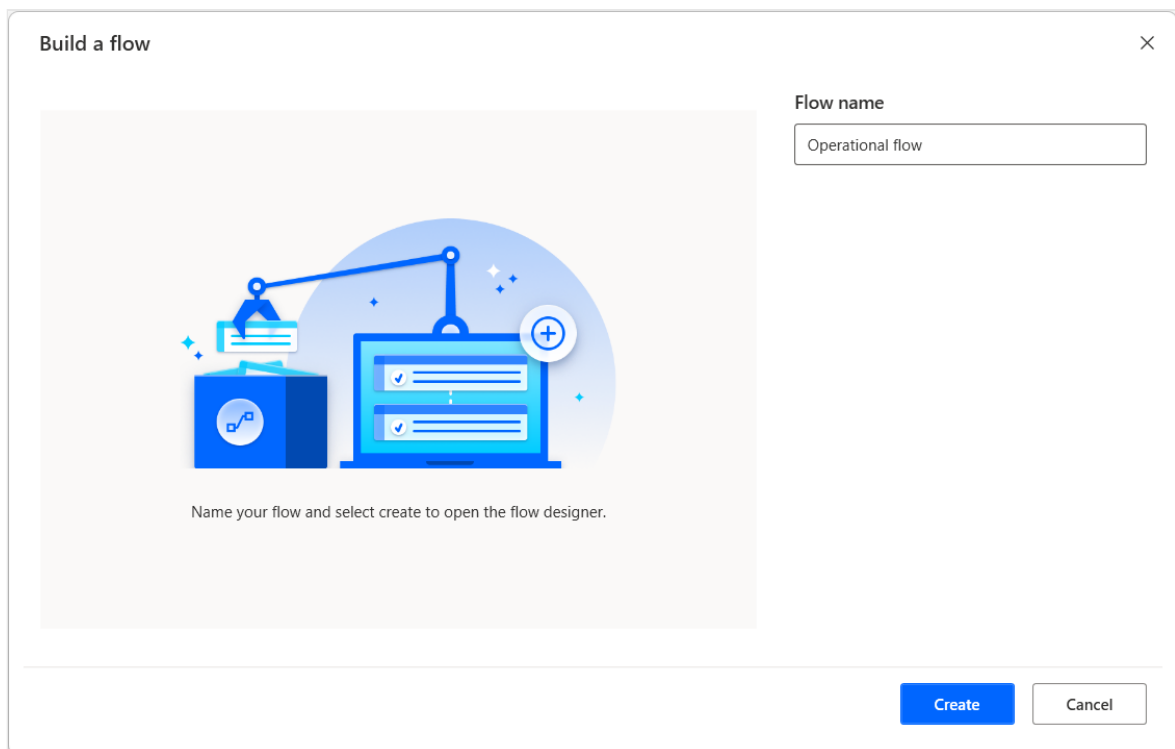 Build a flow
Flow name
Operational flow
Name your flow and select create to open the flow designer.
Create
Cancel